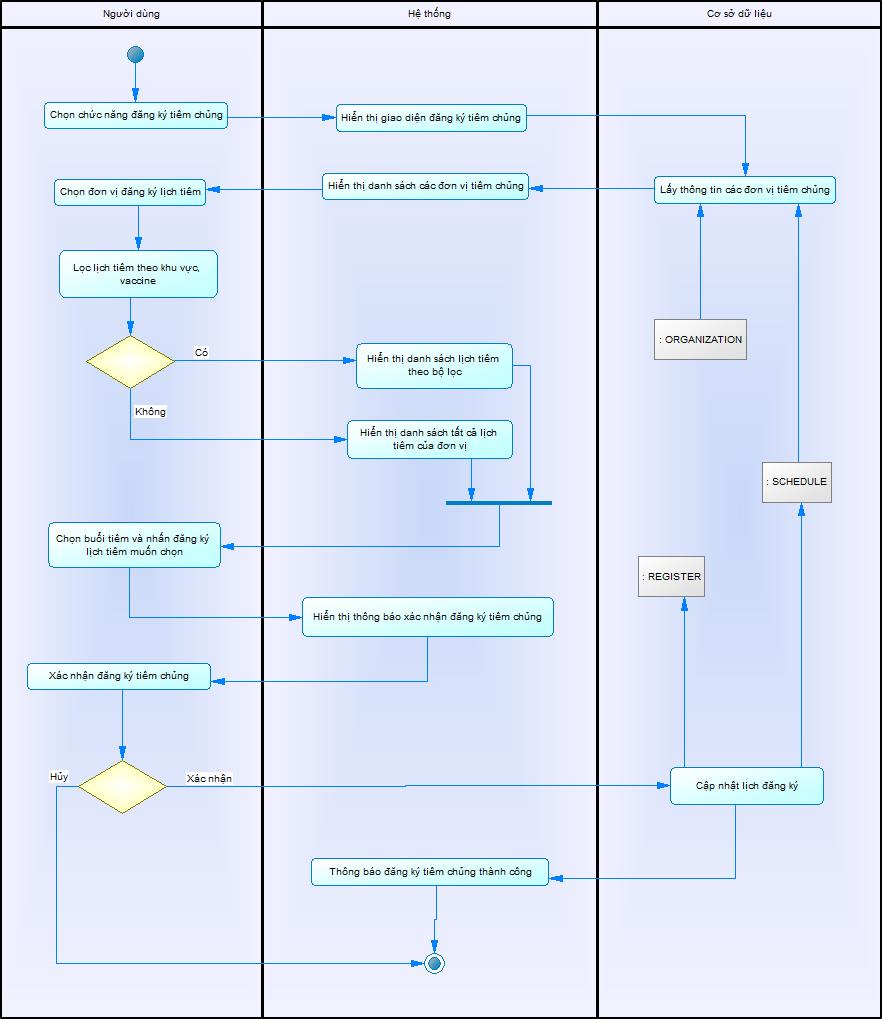 Người dùng
Hệ thống
Cơ sở dữ liệu
Chọn chức năng đăng ký tiêm chủng
Hiển thị giao diện đăng ký tiêm chủng
Chọn đơn vị đăng ký lịch tiêm
Hiển thị danh sách các đơn vị tiêm chủng
Lấy thông tin các đơn vị tiêm chủng
Lọc lịch tiêm theo khu vực,
vaccine
: ORGANIZATION
Có
Hiển thị danh sách lịch tiêm
theo bộ lọc
Không
Hiển thị danh sách tất cả lịch
tiêm của đơn vị
: SCHEDULE
Chọn buổi tiêm và nhấn đăng ký
lịch tiêm muốn chọn
: REGISTER
Hiển thị thông báo xác nhận đăng ký tiêm chủng
Xác nhận đăng ký tiêm chủng
Hủy
Xác nhận
Cập nhật lịch đăng ký
Thông báo đăng ký tiêm chủng thành công